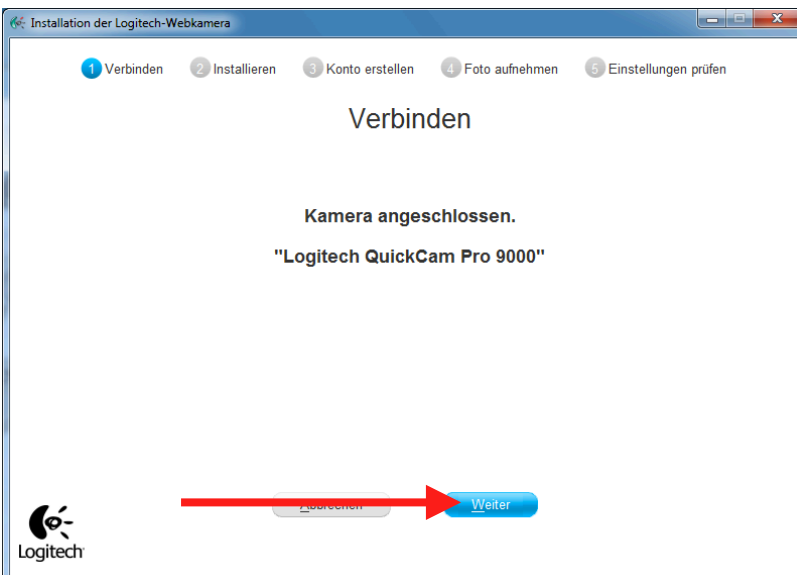 Installation der Logitech-Webkamera
1 Verbinden 2 Installieren 3 Konto erstellen 4 Foto aufnehmen 5 Einstellungen prüfen
Verbinden
Kamera angeschlossen.
"Logitech QuickCam Pro 9000"
Abbrechen Weiter
Logitech